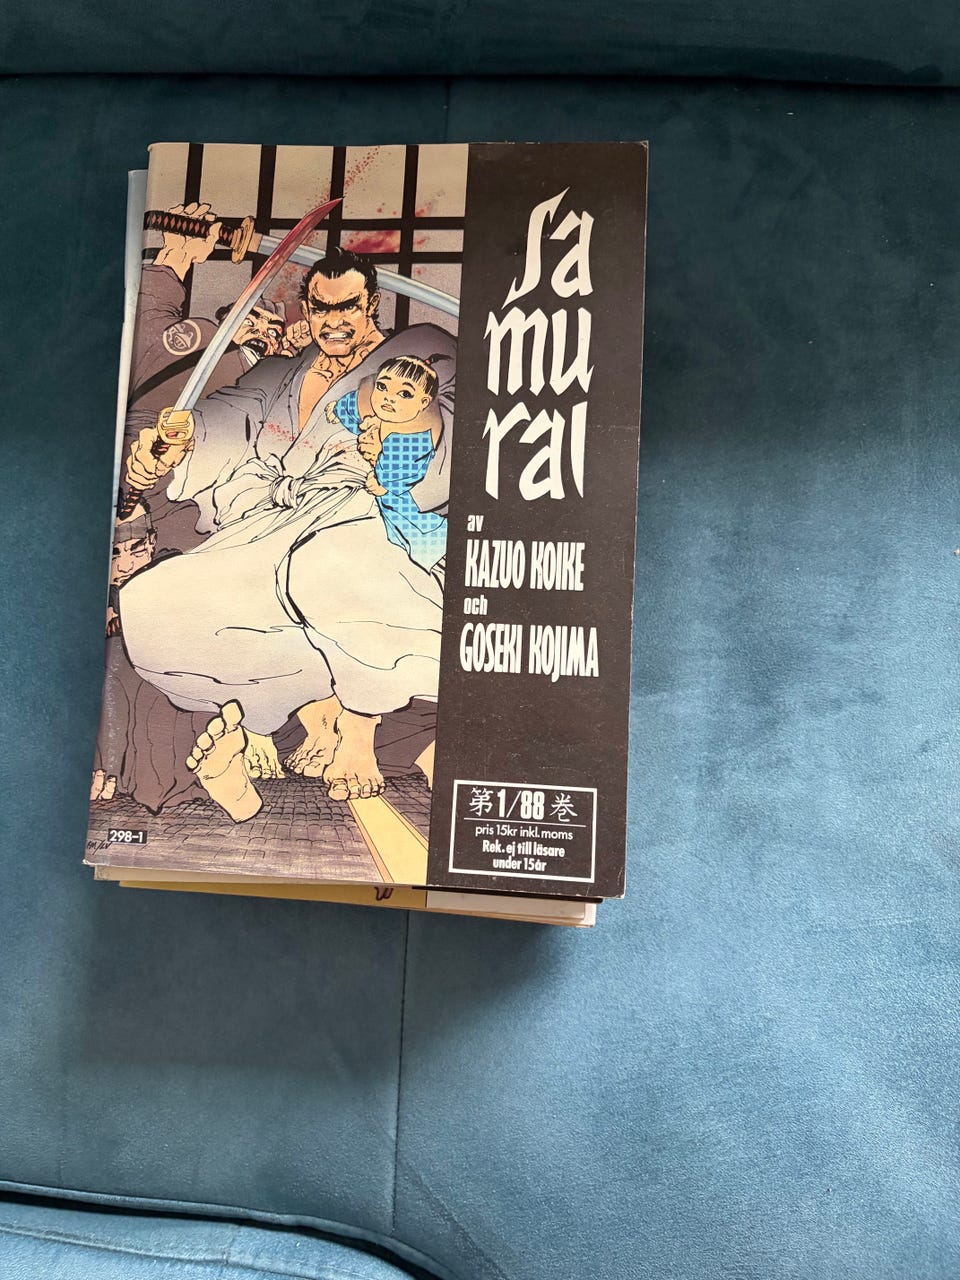 sa
mu
rai
av
KAZUO KOIKE
och
GOSEKI KOJIMA
第1/88巻
pris 15kr inkl. moms
Rek. ej till läsare
under 15år
298-1